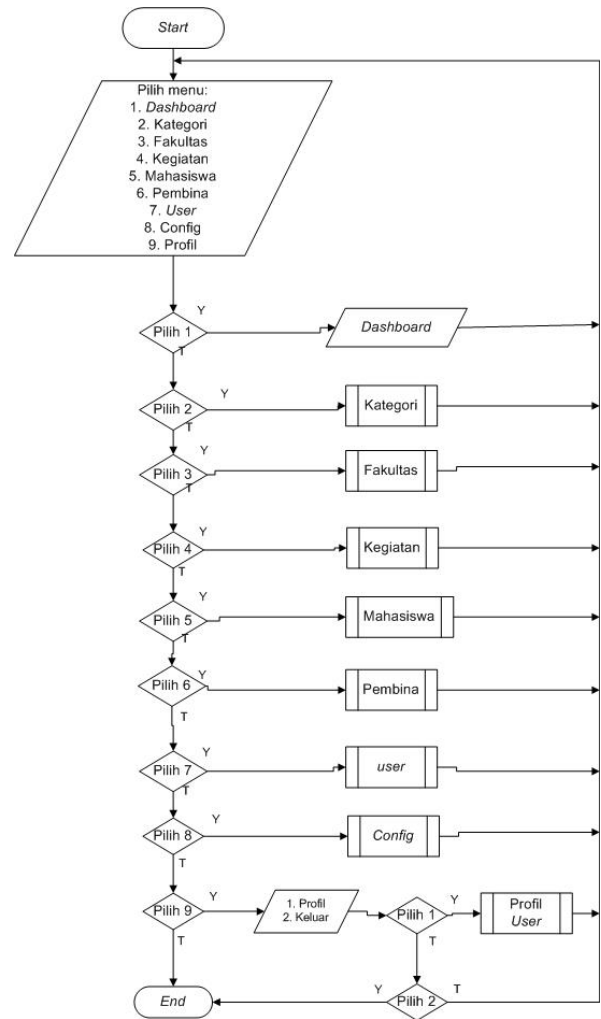 Start
Pilih menu:
1. Dashboard
2. Kategori
3. Fakultas
4. Kegiatan
5. Mahasiswa
6. Pembina
7. User
8. Config
9. Profil
Y
Pilih 1
Dashboard
T
Y
Pilih 2
Kategori
T
Y
Pilih 3
Fakultas
T
Y
Pilih 4
Kegiatan
T
Y
Pilih 5
Mahasiswa
T
Y
Pilih 6
Pembina
T
Y
Pilih 7
user
T
Y
Pilih 8
Config
T
Y
Pilih 9
1. Profil
2. Keluar
Pilih 1
Y
Profil
User
T
T
End
Y
Pilih 2
T